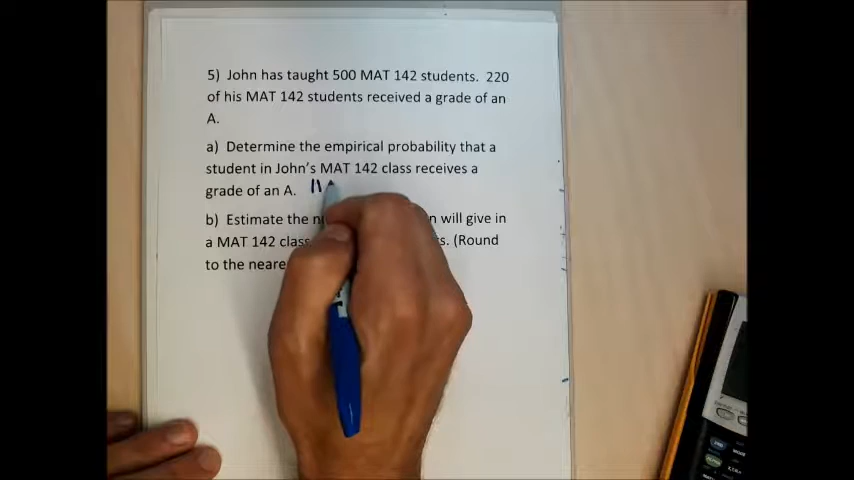 5) John has taught 500 MAT 142 students. 220
of his MAT 142 students received a grade of an
A.
a) Determine the empirical probability that a
student in John's MAT 142 class receives a
grade of an A.
b) Estimate the will give in
a MAT 142 class (Round
to the